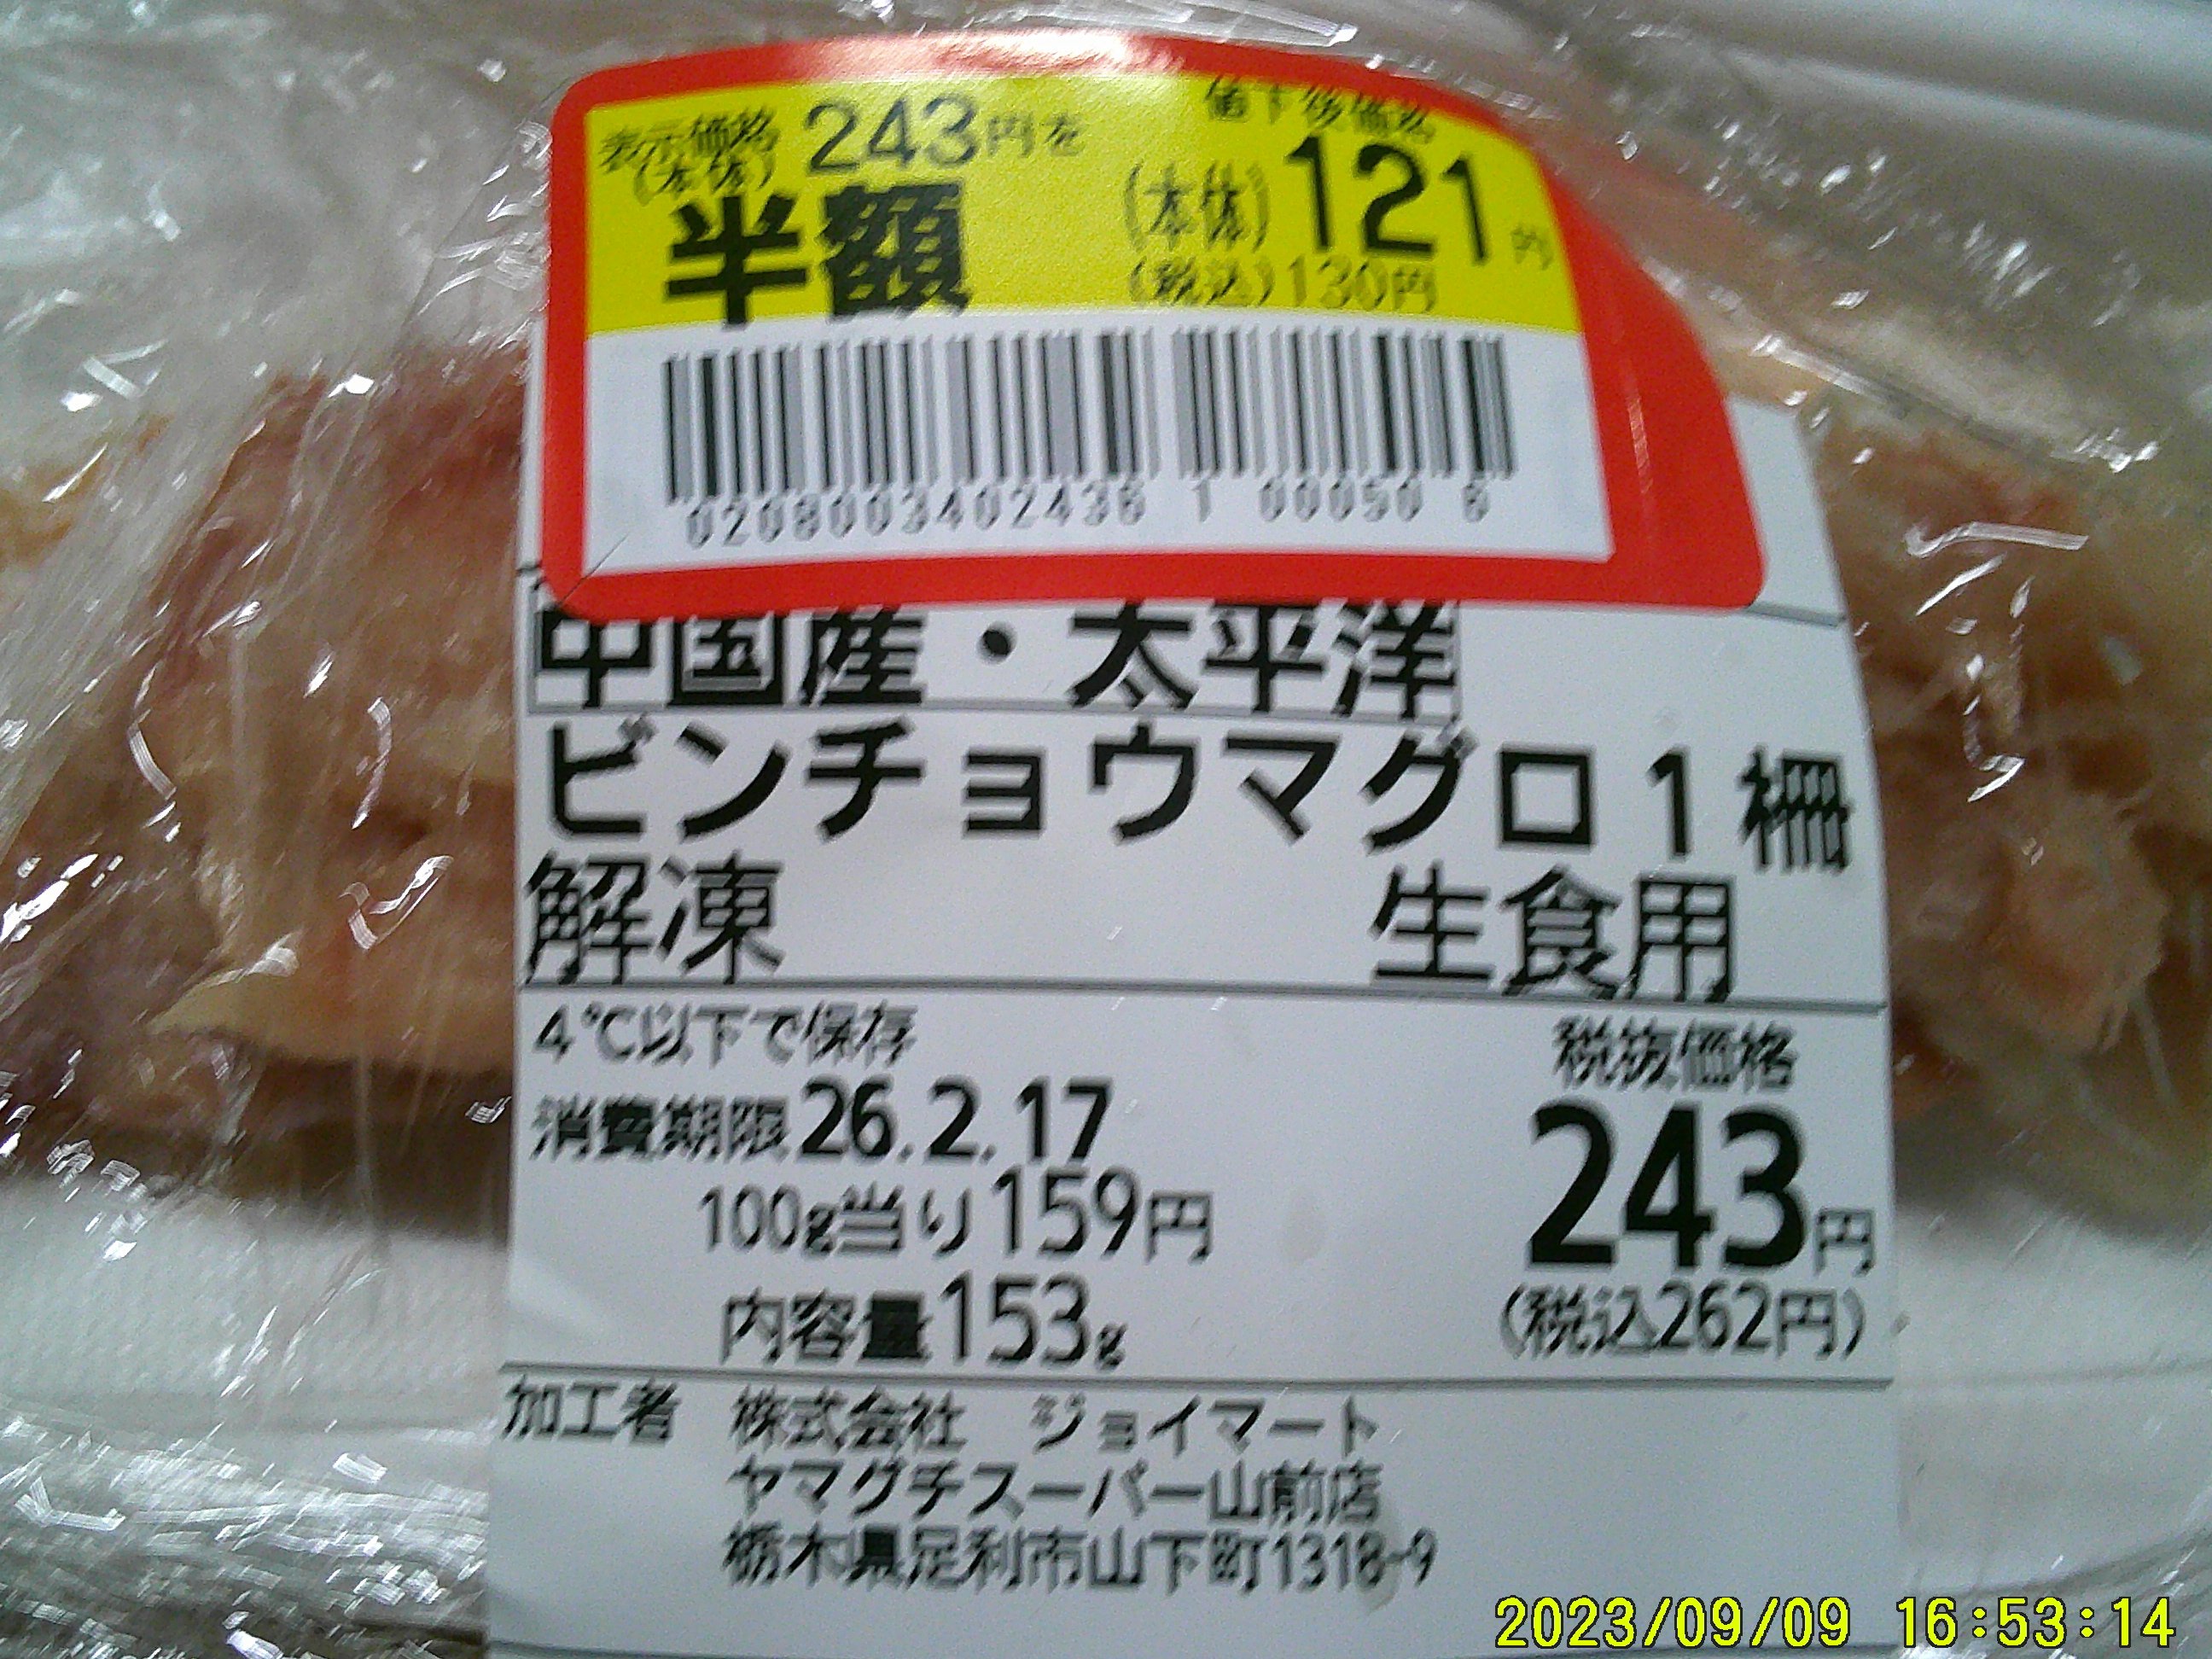 表示価格 243円を
(本体)
半額
値下後価格
(本体) 121円
(税込)130円
0208003402436 1 00050 6
中国産・太平洋
ビンチョウマグロ1柵
解凍 生食用
4℃以下で保存
消費期限26.2.17
100g当り159円
内容量153g
税抜価格
243円
(税込262円)
加工者 株式会社 ジョイマート
ヤマグチスーパー山前店
栃木県足利市山下町1318-9
2023/09/09 16:53:14